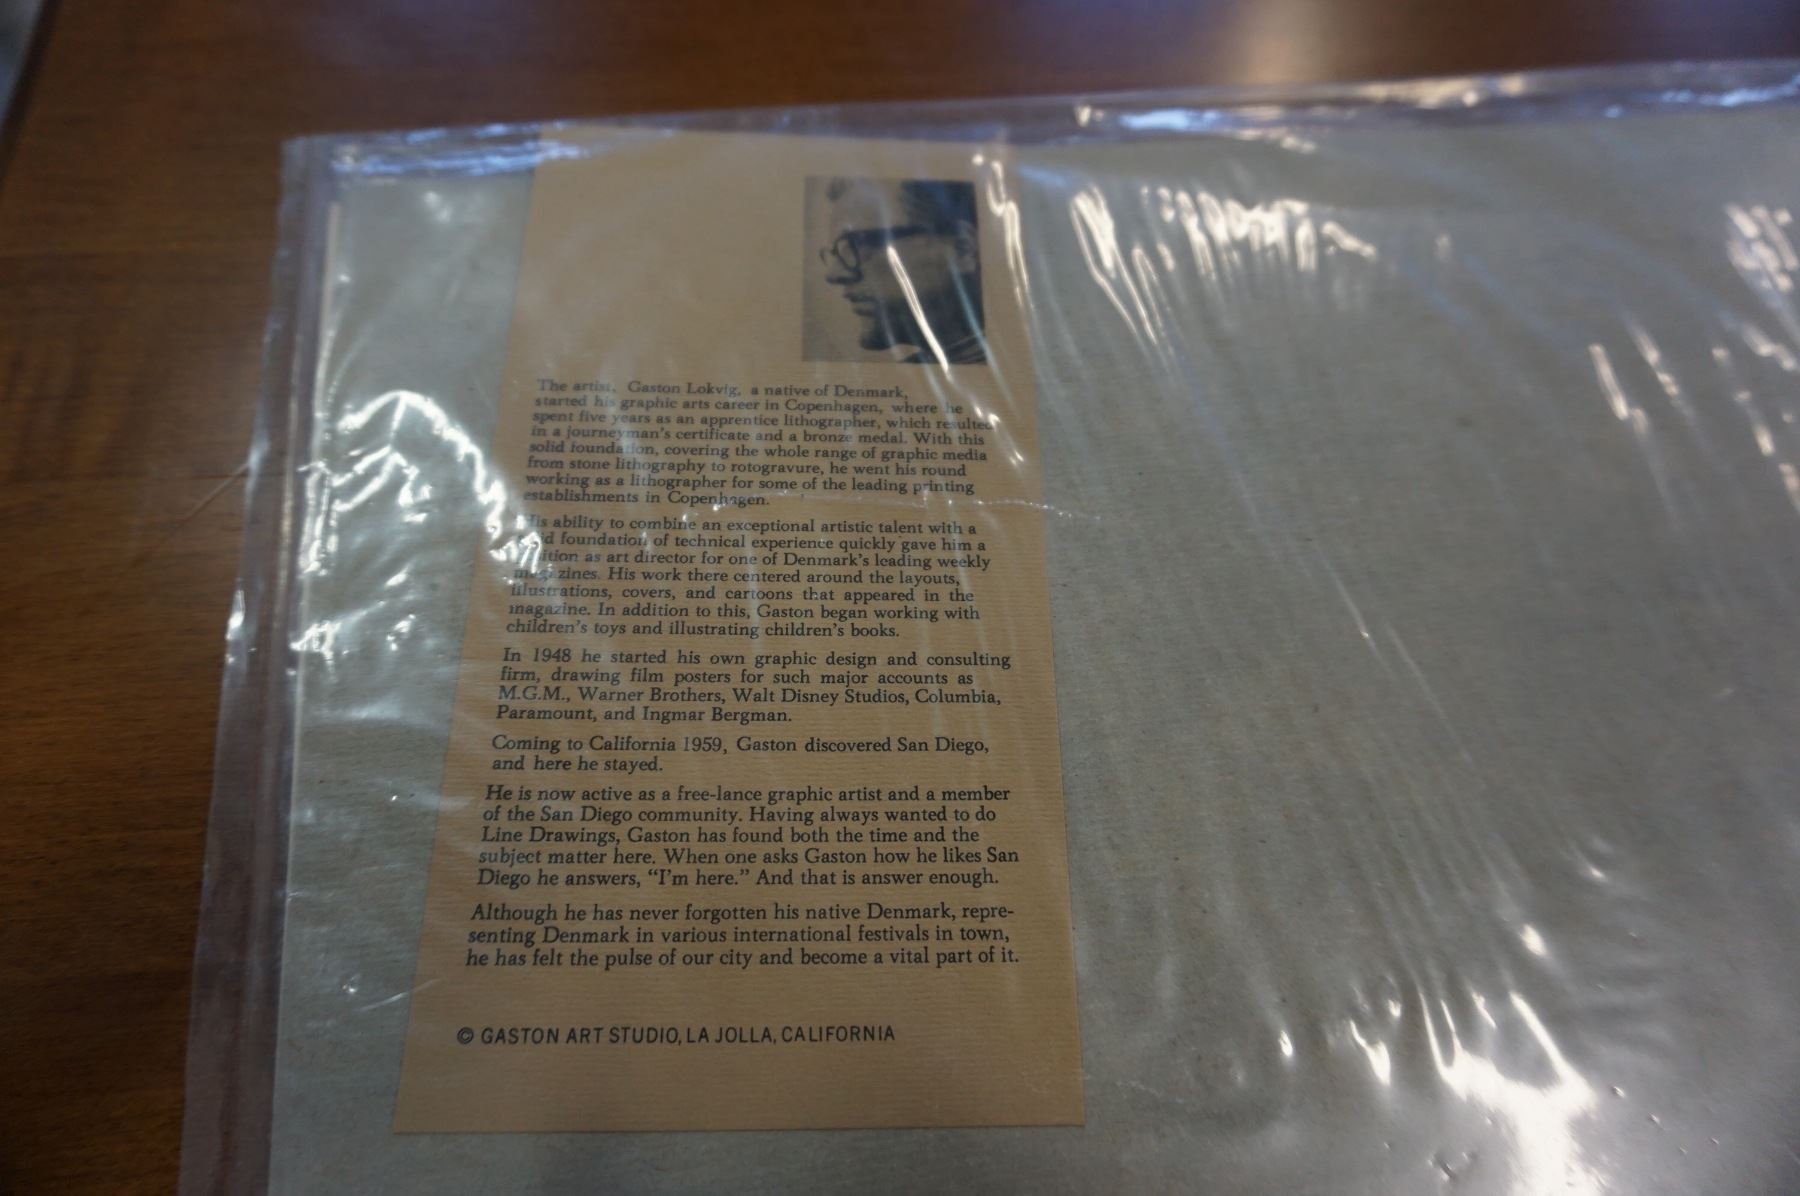 The artist, Gaston Lokvig, a native of Denmark,
started his graphic arts career in Copenhagen, where he
spent five years as an apprentice lithographer, which resulted
in a journeyman's certificate and a bronze medal. With this
solid foundation, covering the whole range of graphic media
from stone lithography to rotogravure, he went his round
working as a lithographer for some of the leading printing
establishments in Copenhagen.
His ability to combine an exceptional artistic talent with a
solid foundation of technical experience quickly gave him a
position as art director for one of Denmark's leading weekly
magazines. His work there centered around the layouts,
illustrations, covers, and cartoons that appeared in the
magazine. In addition to this, Gaston began working with
children's toys and illustrating children's books.
In 1948 he started his own graphic design and consulting
firm, drawing film posters for such major accounts as
M.G.M., Warner Brothers, Walt Disney Studios, Columbia,
Paramount, and Ingmar Bergman.
Coming to California 1959, Gaston discovered San Diego,
and here he stayed.
He is now active as a free-lance graphic artist and a member
of the San Diego community. Having always wanted to do
Line Drawings, Gaston has found both the time and the
subject matter here. When one asks Gaston how he likes San
Diego he answers, “I'm here.” And that is answer enough.
Although he has never forgotten his native Denmark, repre-
senting Denmark in various international festivals in town,
he has felt the pulse of our city and become a vital part of it.
© GASTON ART STUDIO, LA JOLLA, CALIFORNIA